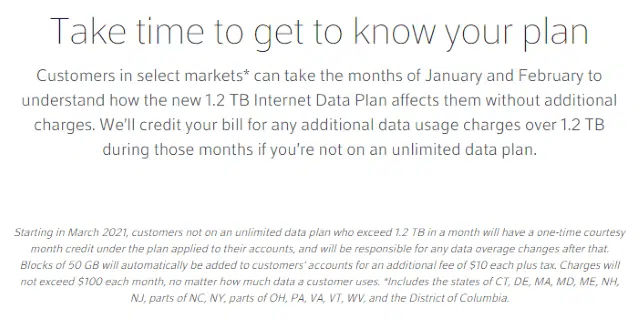 Take time to get to know your plan
Customers in select markets* can take the months of January and February to
understand how the new 1.2 TB Internet Data Plan affects them without additional
charges. We'll credit your bill for any additional data usage charges over 1.2 TB
during those months if you're not on an unlimited data plan.
Starting in March 2021, customers not on an unlimited data plan who exceed 1.2 TB in a month will have a one-time courtesy
month credit under the plan applied to their accounts, and will be responsible for any data overage changes after that.
Blocks of 50 GB will automatically be added to customers' accounts for an additional fee of $10 each plus tax. Charges will
not exceed $100 each month, no matter how much data a customer uses. *Includes the states of CT, DE, MA, MD, ME, NH,
NJ, parts of NC, NY, parts of OH, PA, VA, VT, WV, and the District of Columbia.